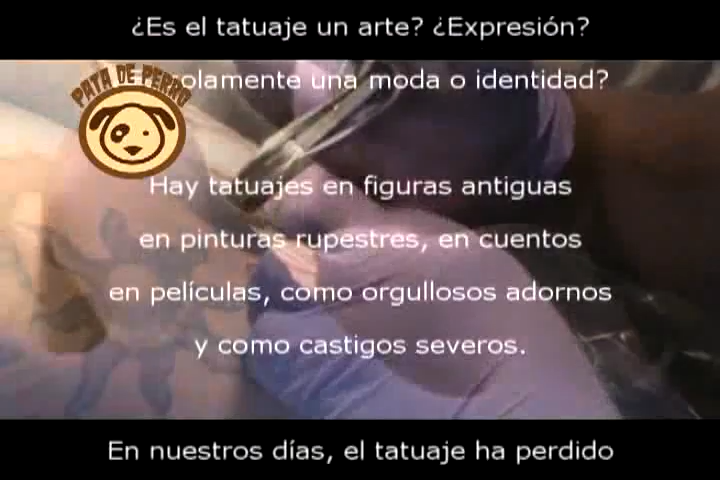 ¿Es el tatuaje un arte? ¿Expresión?
PATA DE PERRO
solamente una moda o identidad?
Hay tatuajes en figuras antiguas
en pinturas rupestres, en cuentos
en películas, como orgullosos adornos
y como castigos severos.
En nuestros días, el tatuaje ha perdido